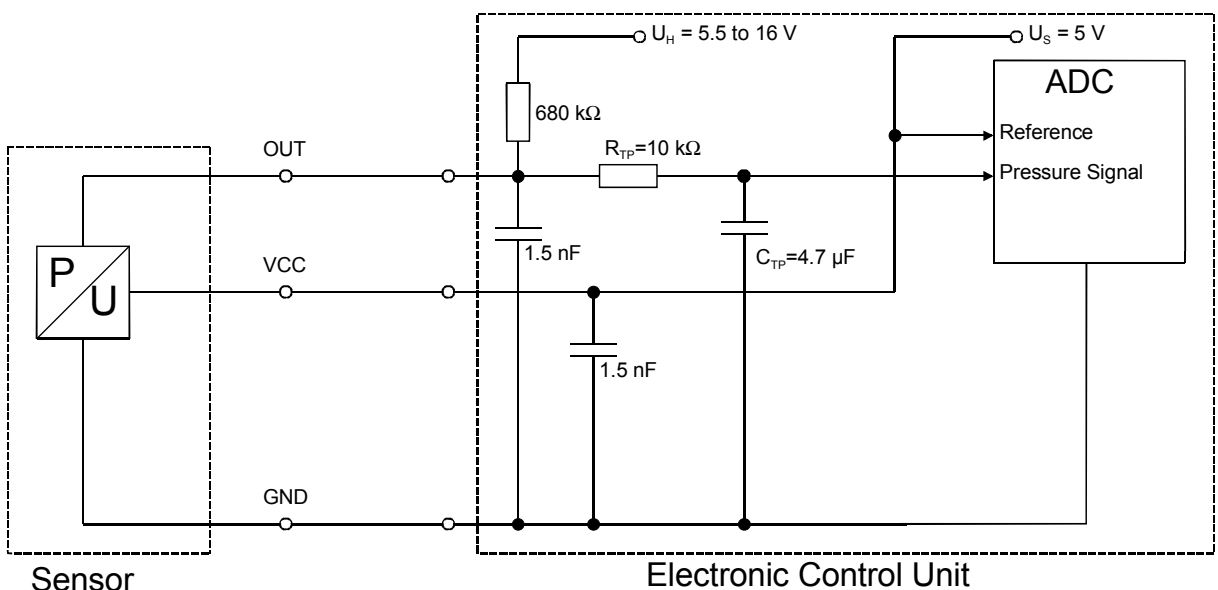 U_H = 5.5 to 16 V
U_S = 5 V
ADC
680 kΩ
Reference
OUT
R_TP=10 kΩ
Pressure Signal
P
U
1.5 nF
VCC
C_TP=4.7 µF
1.5 nF
GND
Sensor
Electronic Control Unit